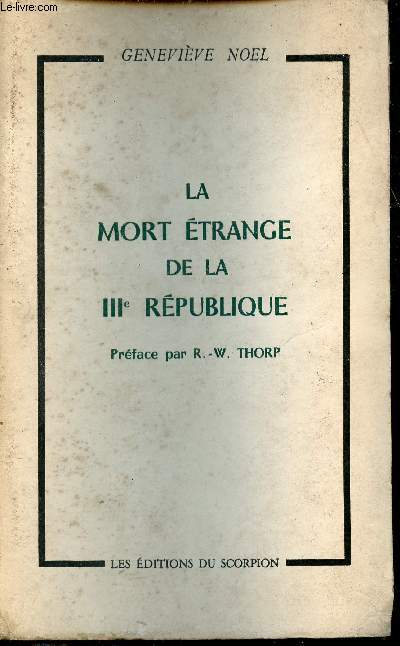 Le-livre.com
GENEVIÈVE NOEL
LA
MORT ÉTRANGE
DE LA
IIIe RÉPUBLIQUE
Préface par R.-W. THORP
LES ÉDITIONS DU SCORPION